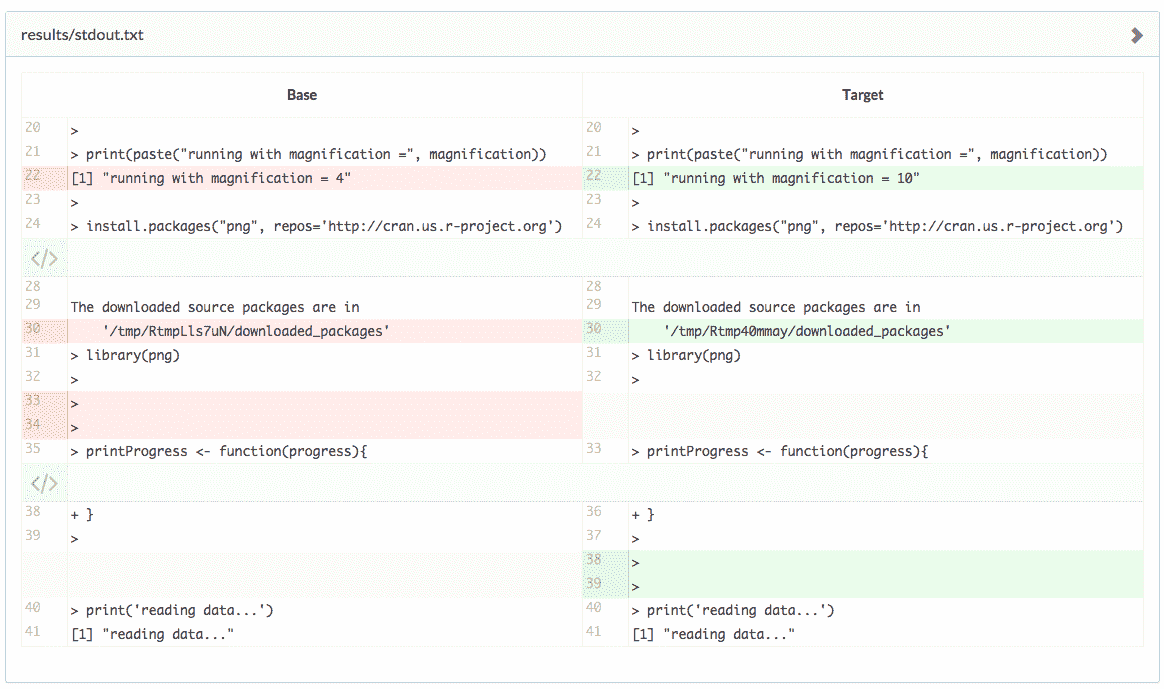 results/stdout.txt
Base
20 >
21 > print(paste("running with magnification =", magnification))
22 [1] "running with magnification = 4"
23 >
24 > install.packages("png", repos='http://cran.us.r-project.org')
</>
28
29 The downloaded source packages are in
30 '/tmp/RtmpLls7uN/downloaded_packages'
31 > library(png)
32 >
33 >
34 >
35 > printProgress <- function(progress){
</>
38 + }
39 >
40 > print('reading data...')
41 [1] "reading data..."
Target
20 >
21 > print(paste("running with magnification =", magnification))
22 [1] "running with magnification = 10"
23 >
24 > install.packages("png", repos='http://cran.us.r-project.org')
28
29 The downloaded source packages are in
30 '/tmp/Rtmp40mmay/downloaded_packages'
31 > library(png)
32 >
33 > printProgress <- function(progress){
36 + }
37 >
38 >
39 >
40 > print('reading data...')
41 [1] "reading data..."